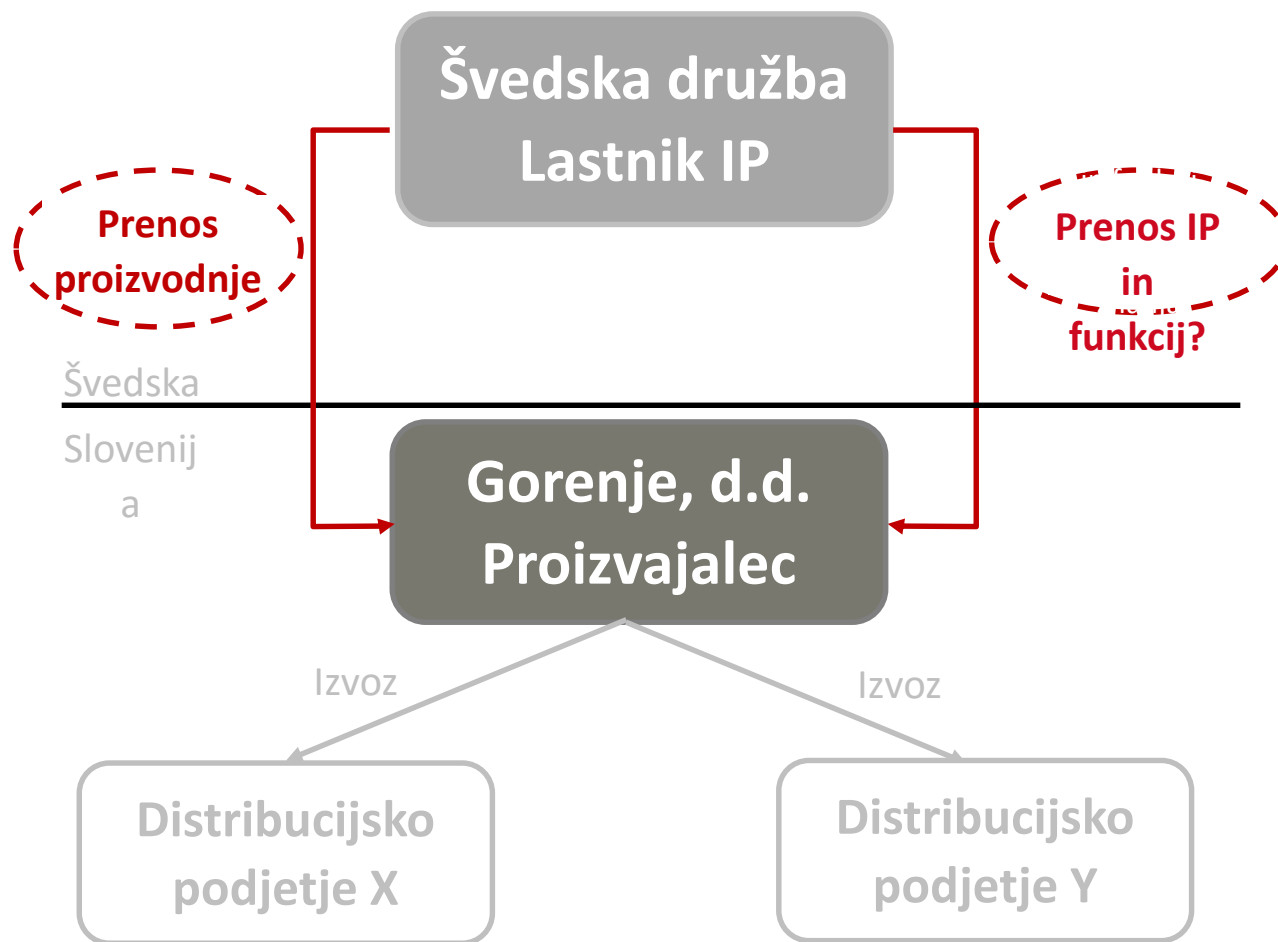 Švedska družba
Lastnik IP
Prenos
proizvodnje
Prenos IP
in
funkcij?
Švedska
Slovenij
a
Gorenje, d.d.
Proizvajalec
Izvoz
Izvoz
Distribucijsko
podjetje X
Distribucijsko
podjetje Y